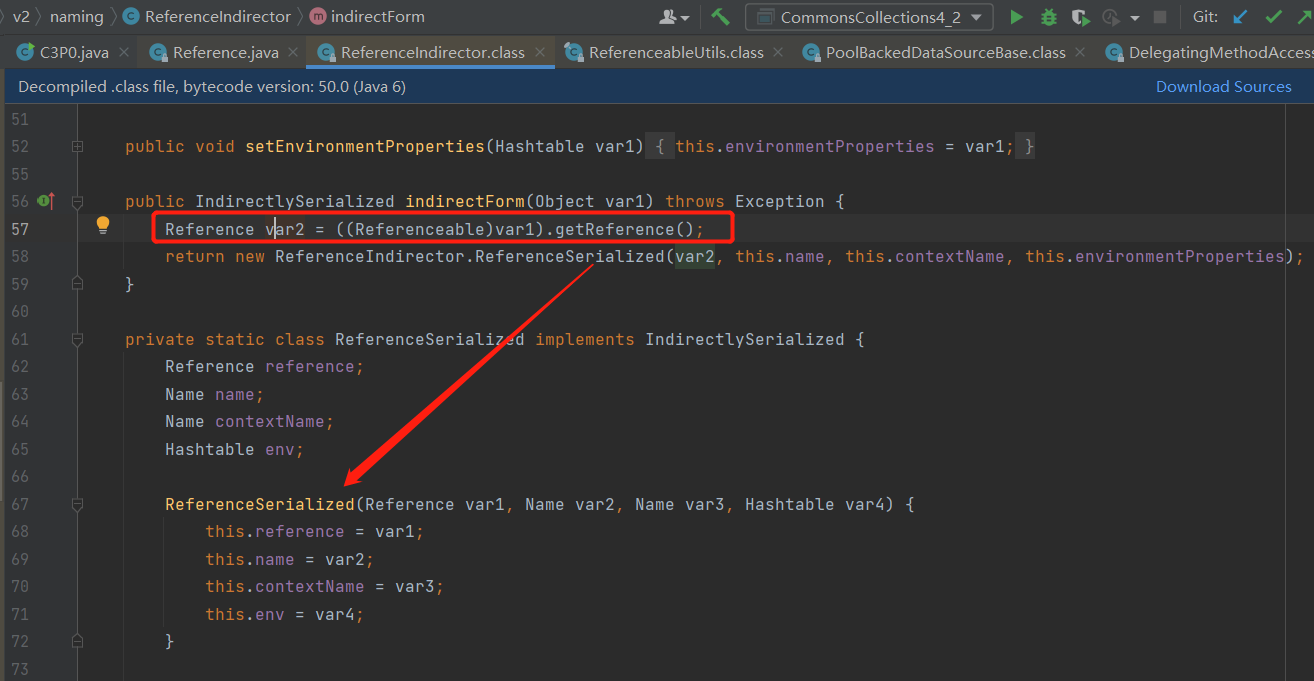 v2 naming ReferenceIndirector indirectForm CommonsCollections4_2 Git:
C3P0.java Reference.java ReferenceIndirector.class ReferenceableUtils.class PoolBackedDataSourceBase.class DelegatingMethodAccess
Decompiled .class file, bytecode version: 50.0 (Java 6) Download Sources
51
52 public void setEnvironmentProperties(Hashtable var1) { this.environmentProperties = var1; }
55
56 public IndirectlySerialized indirectForm(Object var1) throws Exception {
57 Reference var2 = ((Referenceable)var1).getReference();
58 return new ReferenceIndirector.ReferenceSerialized(var2, this.name, this.contextName, this.environmentProperties);
59 }
60
61 private static class ReferenceSerialized implements IndirectlySerialized {
62 Reference reference;
63 Name name;
64 Name contextName;
65 Hashtable env;
66
67 ReferenceSerialized(Reference var1, Name var2, Name var3, Hashtable var4) {
68 this.reference = var1;
69 this.name = var2;
70 this.contextName = var3;
71 this.env = var4;
72 }
73